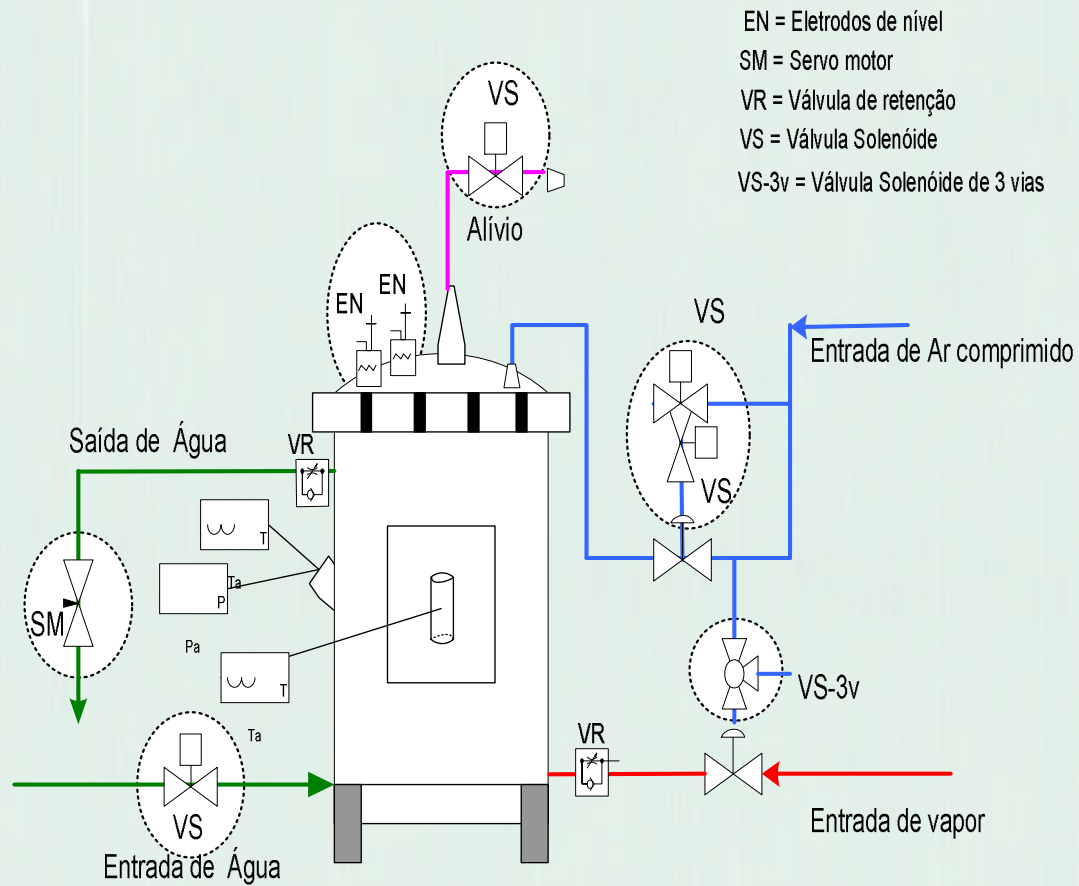 EN = Eletrodos de nível
SM = Servo motor
VR = Válvula de retenção
VS = Válvula Solenóide
VS-3v = Válvula Solenóide de 3 vias
VS
Alívio
EN
EN
VS
Entrada de Ar comprimido
VS
Saída de Água
VR
T
Ta
P
SM
Pa
T
VS-3v
Ta
VR
VS
Entrada de vapor
Entrada de Água